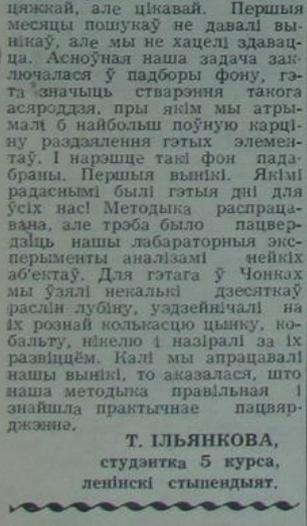 цяжкай, але цікавай. Першыя
месяцы пошукаў не давалі вы-
нікаў, але мы не хацелі здавац-
ца. Асноўная наша задача зак-
лючалася ў падборы фону, гэ-
та значыць стварэння такога
асяроддзя, пры якім мы атры-
малі б найбольш поўную карці-
ну раздзялення гэтых элемен-
таў. І нарэшце такі фон пада-
браны. Першыя вынікі. Якімі
радаснымі былі гэтыя дні для
ўсіх нас! Методыка распраца-
вана, але трэба было пацвер-
дзіць нашы лабараторныя экс-
перыменты аналізамі нейкіх
аб'ектаў. Для гэтага ў Чонках
мы ўзялі некалькі дзесяткаў
раслін лубіну, уздзейнічалі на
іх рознай колькасцю цынку, ко-
бальту, нікелю і назіралі за іх
развіццём. Калі мы апрацавалі
нашы вынікі, то аказалася, што
наша методыка правільная і
знайшла практычнае пацвяр-
джэнне.
Т. ІЛЬЯНКОВА,
студэнтка 5 курса,
ленінскі стыпендыят.